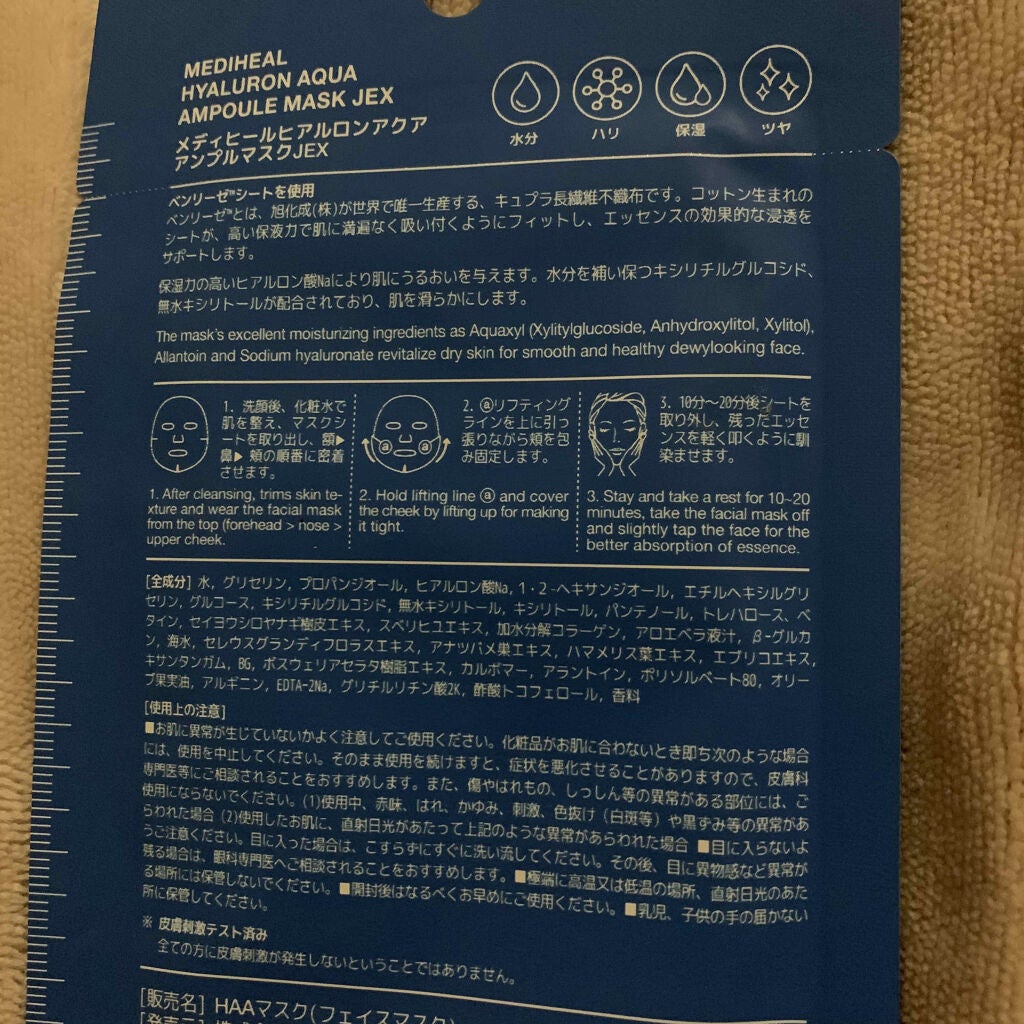 MEDIHEAL
HYALURON AQUA
AMPOULE MASK JEX
メディヒールヒアルロンアクア
アンプルマスクJEX
水分
ハリ
保湿
ツヤ
ベンリーゼ™シートを使用
ベンリーゼ™とは、旭化成(株)が世界で唯一生産する、キュプラ長繊維不織布です。コットン生まれの
シートが、高い保液力で肌に満遍なく吸い付くようにフィットし、エッセンスの効果的な浸透を
サポートします。
保湿力の高いヒアルロン酸Naにより肌にうるおいを与えます。水分を補い保つキシリチルグルコシド、
無水キシリトールが配合されており、肌を滑らかにします。
The mask's excellent moisturizing ingredients as Aquaxyl (Xylitylglucoside, Anhydroxylitol, Xylitol),
Allantoin and Sodium hyaluronate revitalize dry skin for smooth and healthy dewylooking face.
1. 洗顔後、化粧水で
肌を整え、マスクシ
ートを取り出し、額▶
鼻▶ 頬の順番に密着
させます。
1. After cleansing, trims skin te-
xture and wear the facial mask
from the top (forehead > nose >
upper cheek.
ⓐ
ⓐ
2. ⓐリフティング
ラインを上に引っ
張りながら頬を包
み固定します。
2. Hold lifting line ⓐ and cover
the cheek by lifting up for making
it tight.
3. 10分～20分後シートを
取り外し、残ったエッセ
ンスを軽く叩くように馴
染ませます。
3. Stay and take a rest for 10~20
minutes, take the facial mask off
and slightly tap the face for the
better absorption of essence.
[全成分] 水, グリセリン, プロパンジオール, ヒアルロン酸Na, 1・2-ヘキサンジオール, エチルヘキシルグリ
セリン, グルコース, キシリチルグルコシド, 無水キシリトール, キシリトール, パンテノール, トレハロース, ベ
タイン, セイヨウシロヤナギ樹皮エキス, スベリヒユエキス, 加水分解コラーゲン, アロエベラ液汁, β-グルカ
ン, 海水, セレウスグランディフロラスエキス, アナツバメ巣エキス, ハマメリス葉エキス, エブリコエキス,
キサンタンガム, BG, ボスウェリアセラタ樹脂エキス, カルボマー, アラントイン, ポリソルベート80, オリー
ブ果実油, アルギニン, EDTA-2Na, グリチルリチン酸2K, 酢酸トコフェロール, 香料
[使用上の注意]
■お肌に異常が生じていないかよく注意してご使用ください。化粧品がお肌に合わないとき即ち次のような場合
には、使用を中止してください。そのまま使用を続けますと、症状を悪化させることがありますので、皮膚科
専門医等にご相談されることをおすすめします。また、傷やはれもの、しっしん等の異常がある部位には、ご
使用にならないでください。(1)使用中、赤味、はれ、かゆみ、刺激、色抜け（白斑等）や黒ずみ等の異常があ
らわれた場合 (2)使用したお肌に、直射日光があたって上記のような異常があらわれた場合 ■目に入らないよ
うご注意ください。目に入った場合は、こすらずにすぐに洗い流してください。その後、目に異物感など異常が
残る場合は、眼科専門医へご相談されることをおすすめします。■極端に高温又は低温の場所、直射日光のあた
る場所には保管しないでください。■開封後はなるべくお早めにご使用ください。■乳児、子供の手の届かない
所に保管してください。
※ 皮膚刺激テスト済み
全ての方に皮膚刺激が発生しないということではありません。
[販売名] HAAマスク(フェイスマスク)